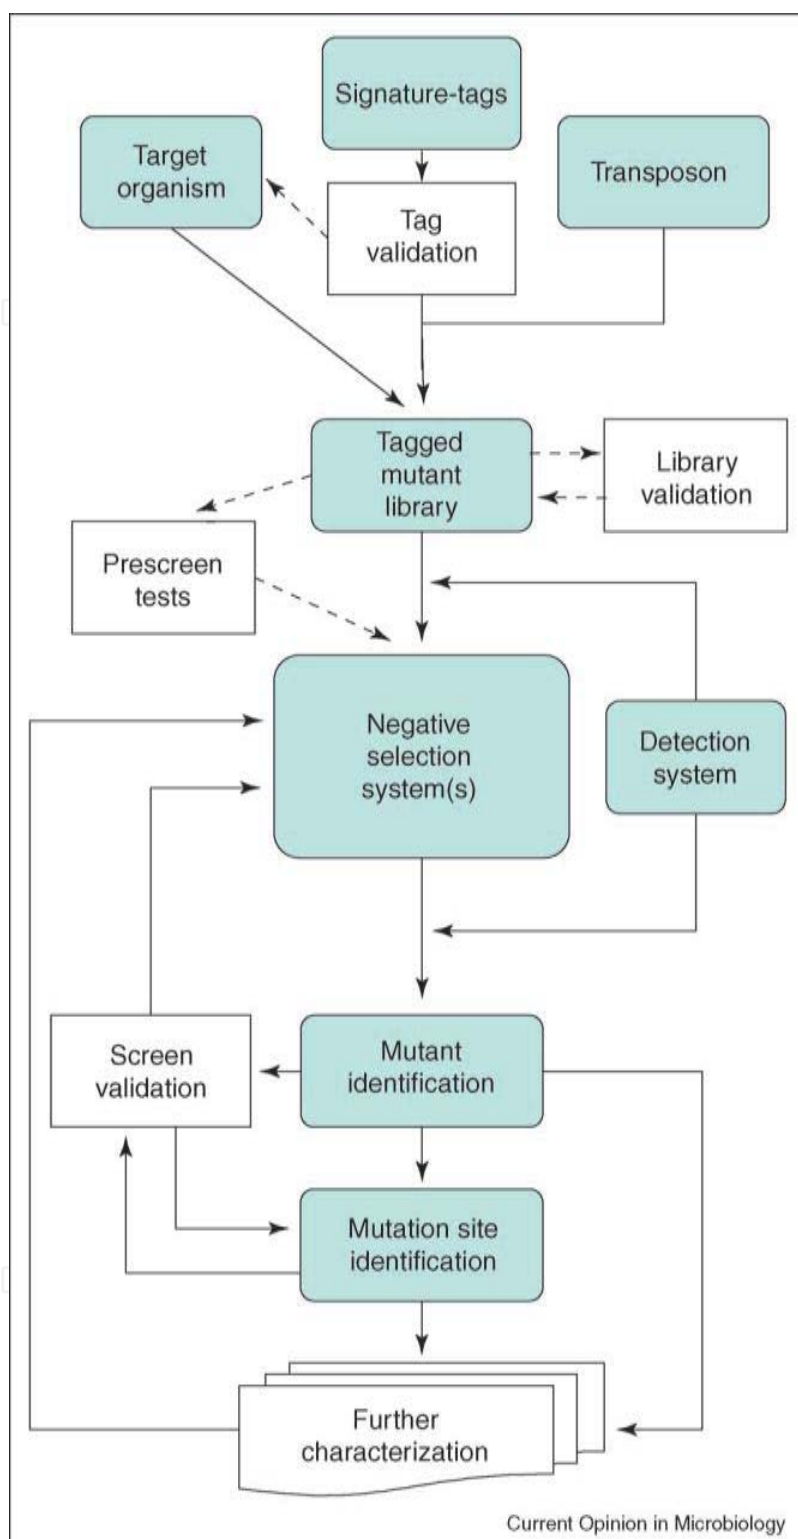 Signature-tags
Target
organism
Transposon
Tag
validation
Tagged
mutant
library
Library
validation
Prescreen
tests
Negative
selection
system(s)
Detection
system
Screen
validation
Mutant
identification
Mutation site
identification
Further
characterization
Current Opinion in Microbiology